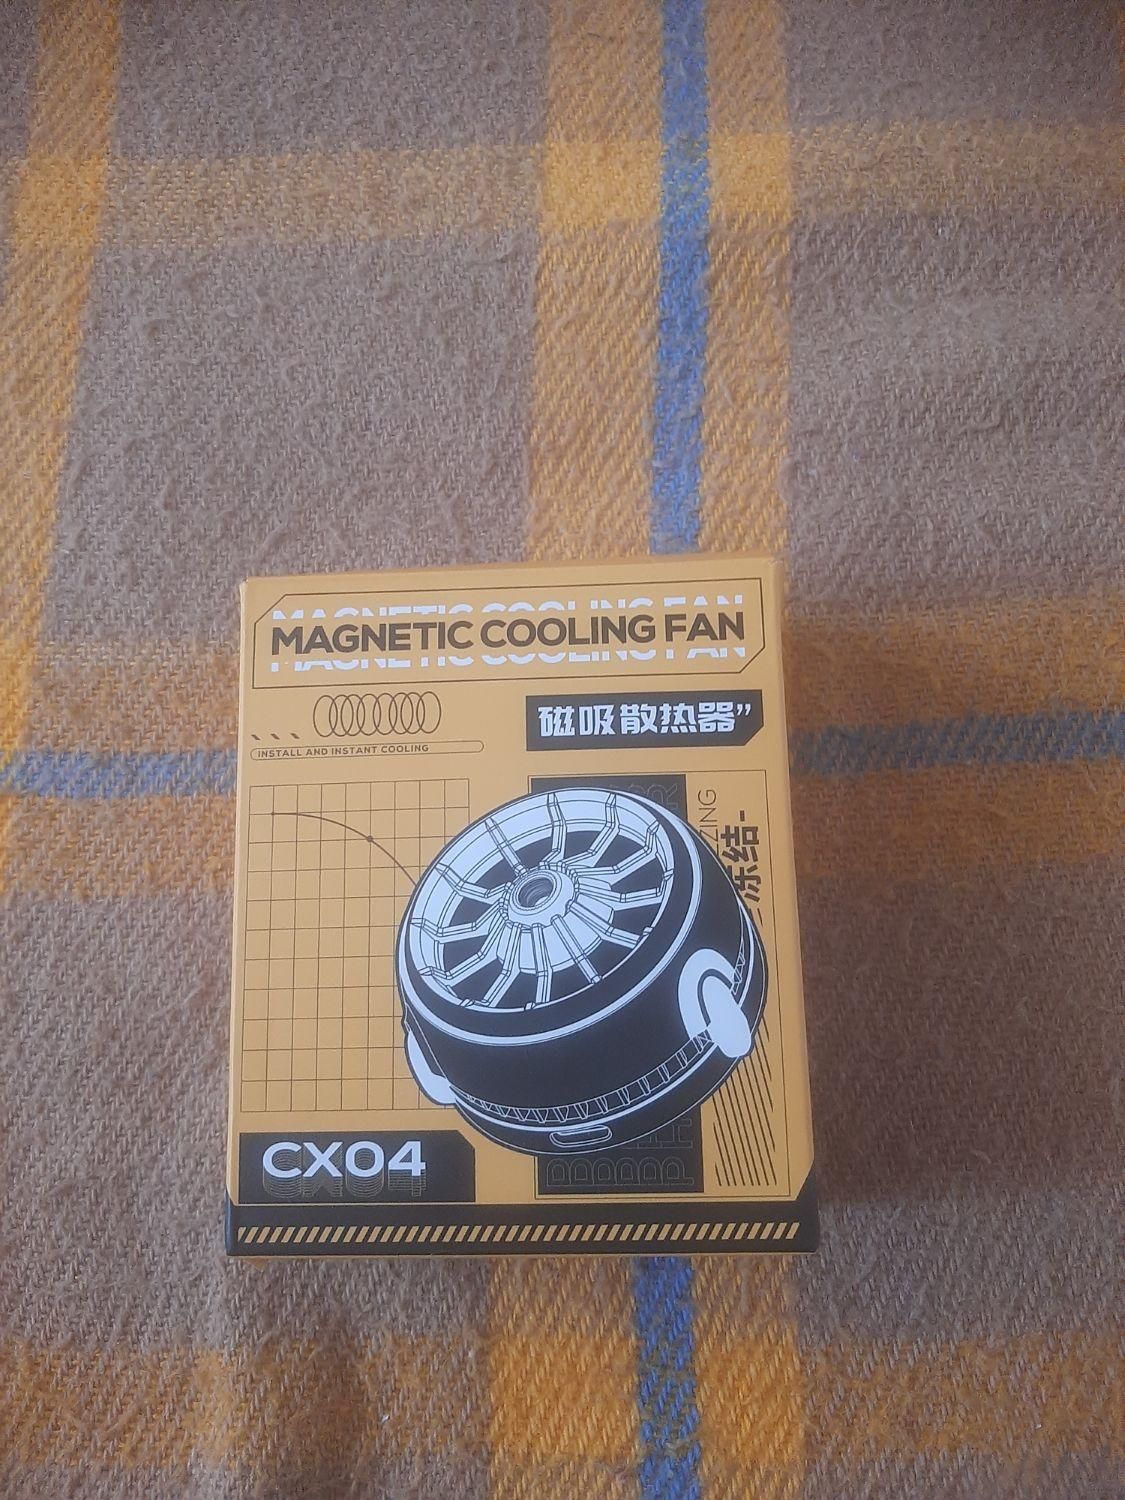 MAGNETIC COOLING FAN
磁吸散热器”
INSTALL AND INSTANT COOLING
冻结-
CX04